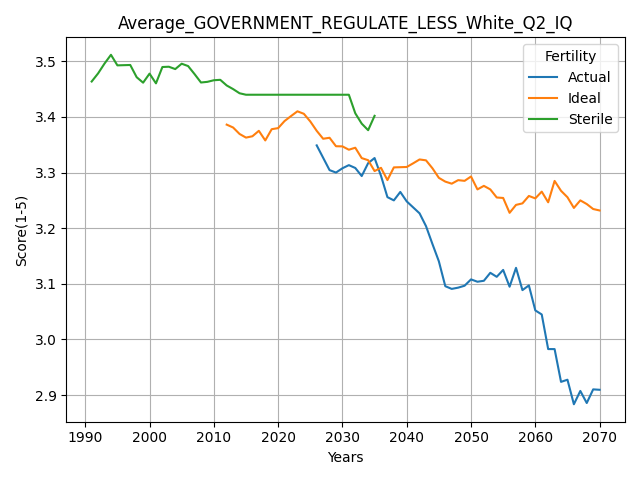 Average_GOVERNMENT_REGULATE_LESS_White_Q2_IQ
Fertility
Actual
Ideal
Sterile
Score(1-5)
3.5
3.4
3.3
3.2
3.1
3.0
2.9
1990 2000 2010 2020 2030 2040 2050 2060 2070
Years